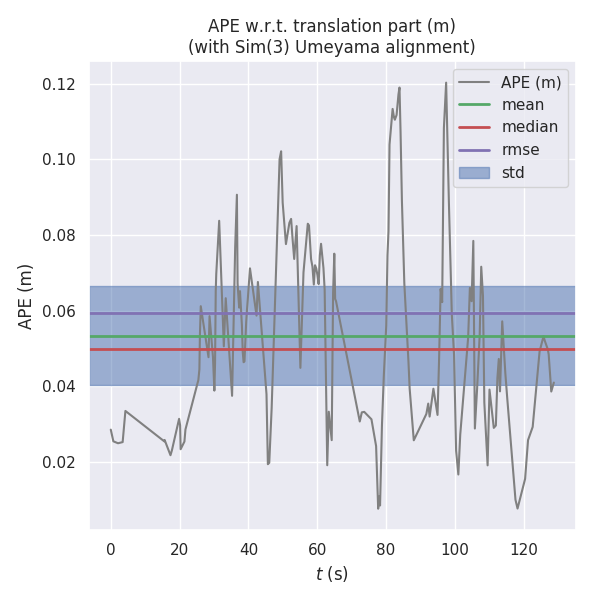 APE w.r.t. translation part (m)
(with Sim(3) Umeyama alignment)
APE (m)
mean
median
rmse
std
0.12
0.10
0.08
0.06
0.04
0.02
APE (m)
0
20
40
60
80
100
120
t (s)